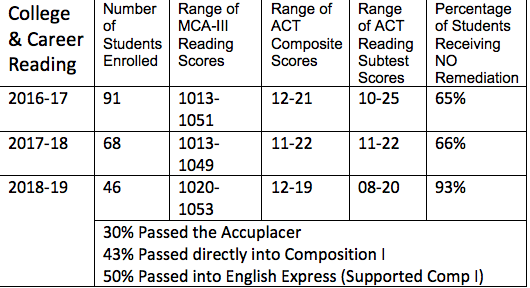 College & Career Reading | Number of Students Enrolled | Range of MCA-III Reading Scores | Range of ACT Composite Scores | Range of ACT Reading Subtest Scores | Percentage of Students Receiving NO Remediation
2016-17 | 91 | 1013-1051 | 12-21 | 10-25 | 65%
2017-18 | 68 | 1013-1049 | 11-22 | 11-22 | 66%
2018-19 | 46 | 1020-1053 | 12-19 | 08-20 | 93%
30% Passed the Accuplacer
43% Passed directly into Composition I
50% Passed into English Express (Supported Comp I)